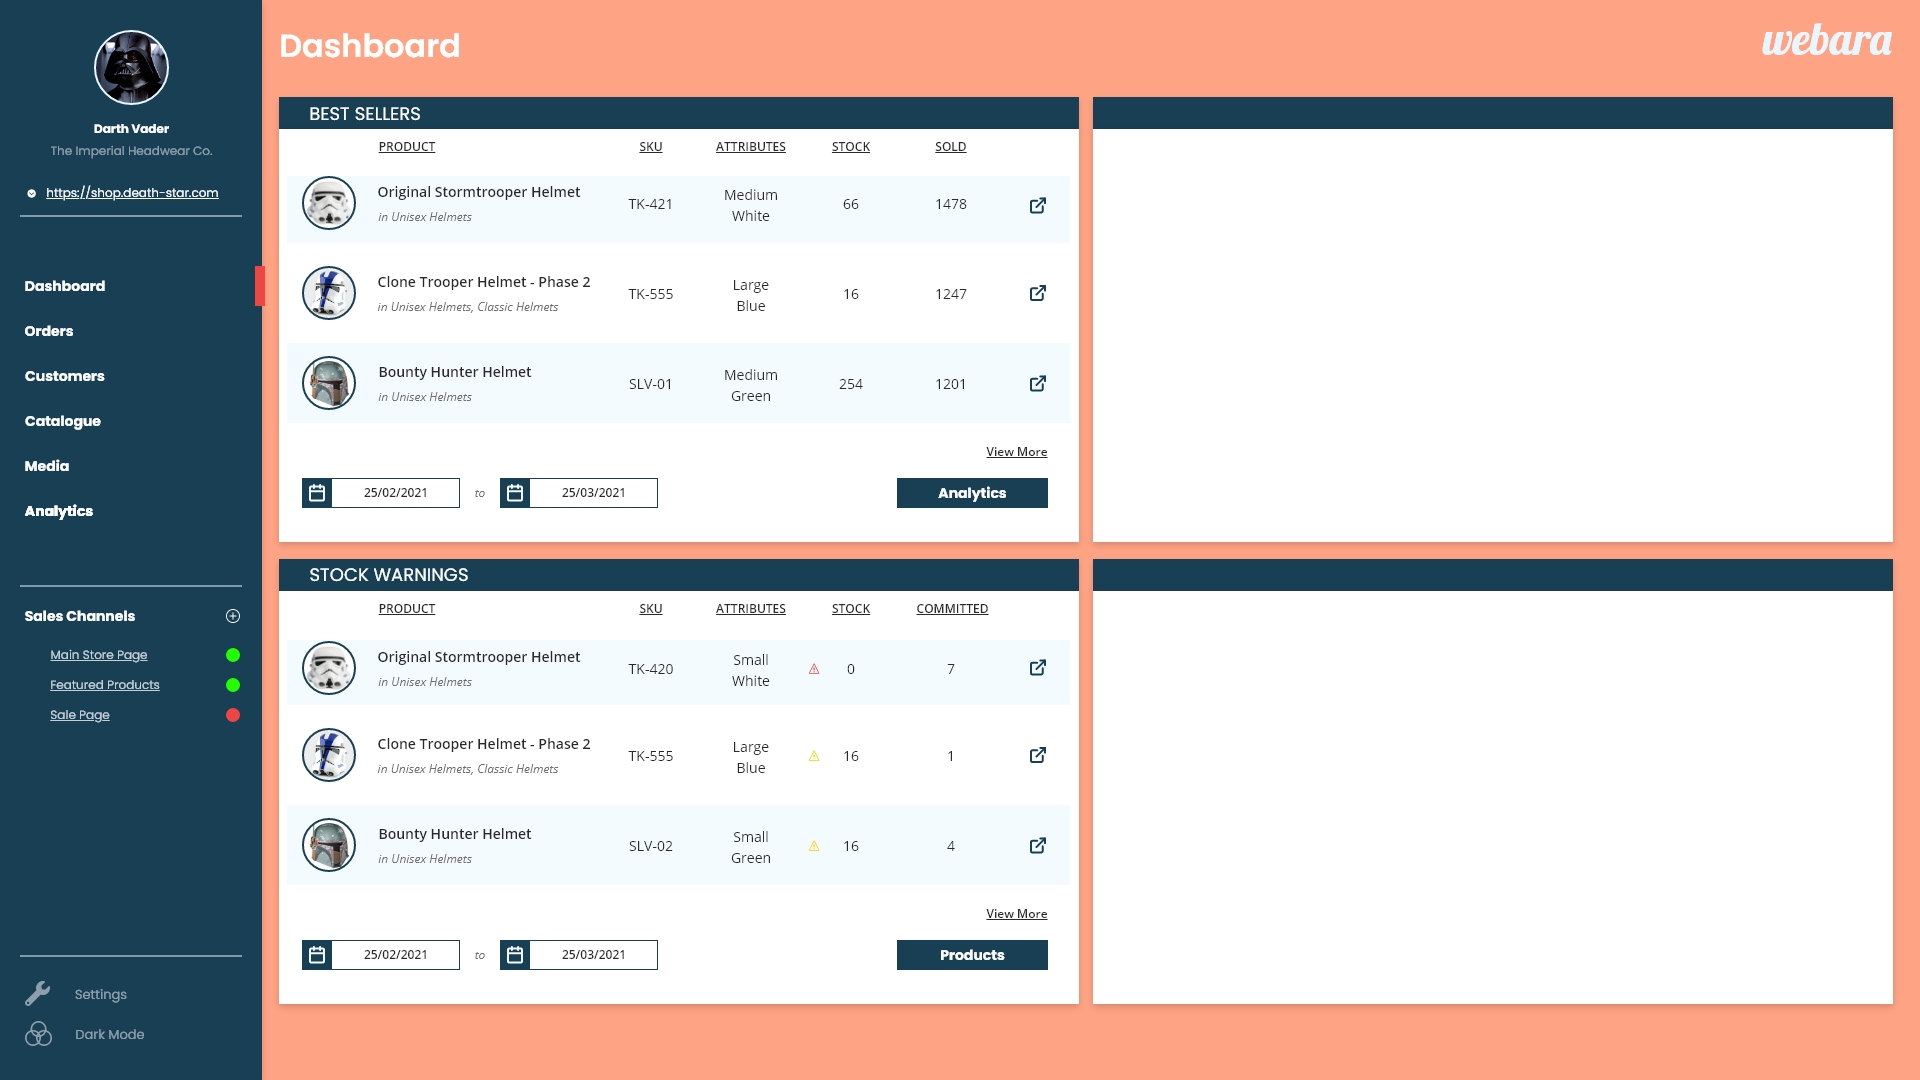 Darth Vader
The Imperial Headwear Co.
https://shop.death-star.com
Dashboard
Orders
Customers
Catalogue
Media
Analytics
Sales Channels
Main Store Page
Featured Products
Sale Page
Settings
Dark Mode
Dashboard
webara
BEST SELLERS
PRODUCT SKU ATTRIBUTES STOCK SOLD
Original Stormtrooper Helmet
in Unisex Helmets
TK-421
Medium
White
66
1478
Clone Trooper Helmet - Phase 2
in Unisex Helmets, Classic Helmets
TK-555
Large
Blue
16
1247
Bounty Hunter Helmet
in Unisex Helmets
SLV-01
Medium
Green
254
1201
View More
25/02/2021 to 25/03/2021
Analytics
STOCK WARNINGS
PRODUCT SKU ATTRIBUTES STOCK COMMITTED
Original Stormtrooper Helmet
in Unisex Helmets
TK-420
Small
White
0
7
Clone Trooper Helmet - Phase 2
in Unisex Helmets, Classic Helmets
TK-555
Large
Blue
16
1
Bounty Hunter Helmet
in Unisex Helmets
SLV-02
Small
Green
16
4
View More
25/02/2021 to 25/03/2021
Products